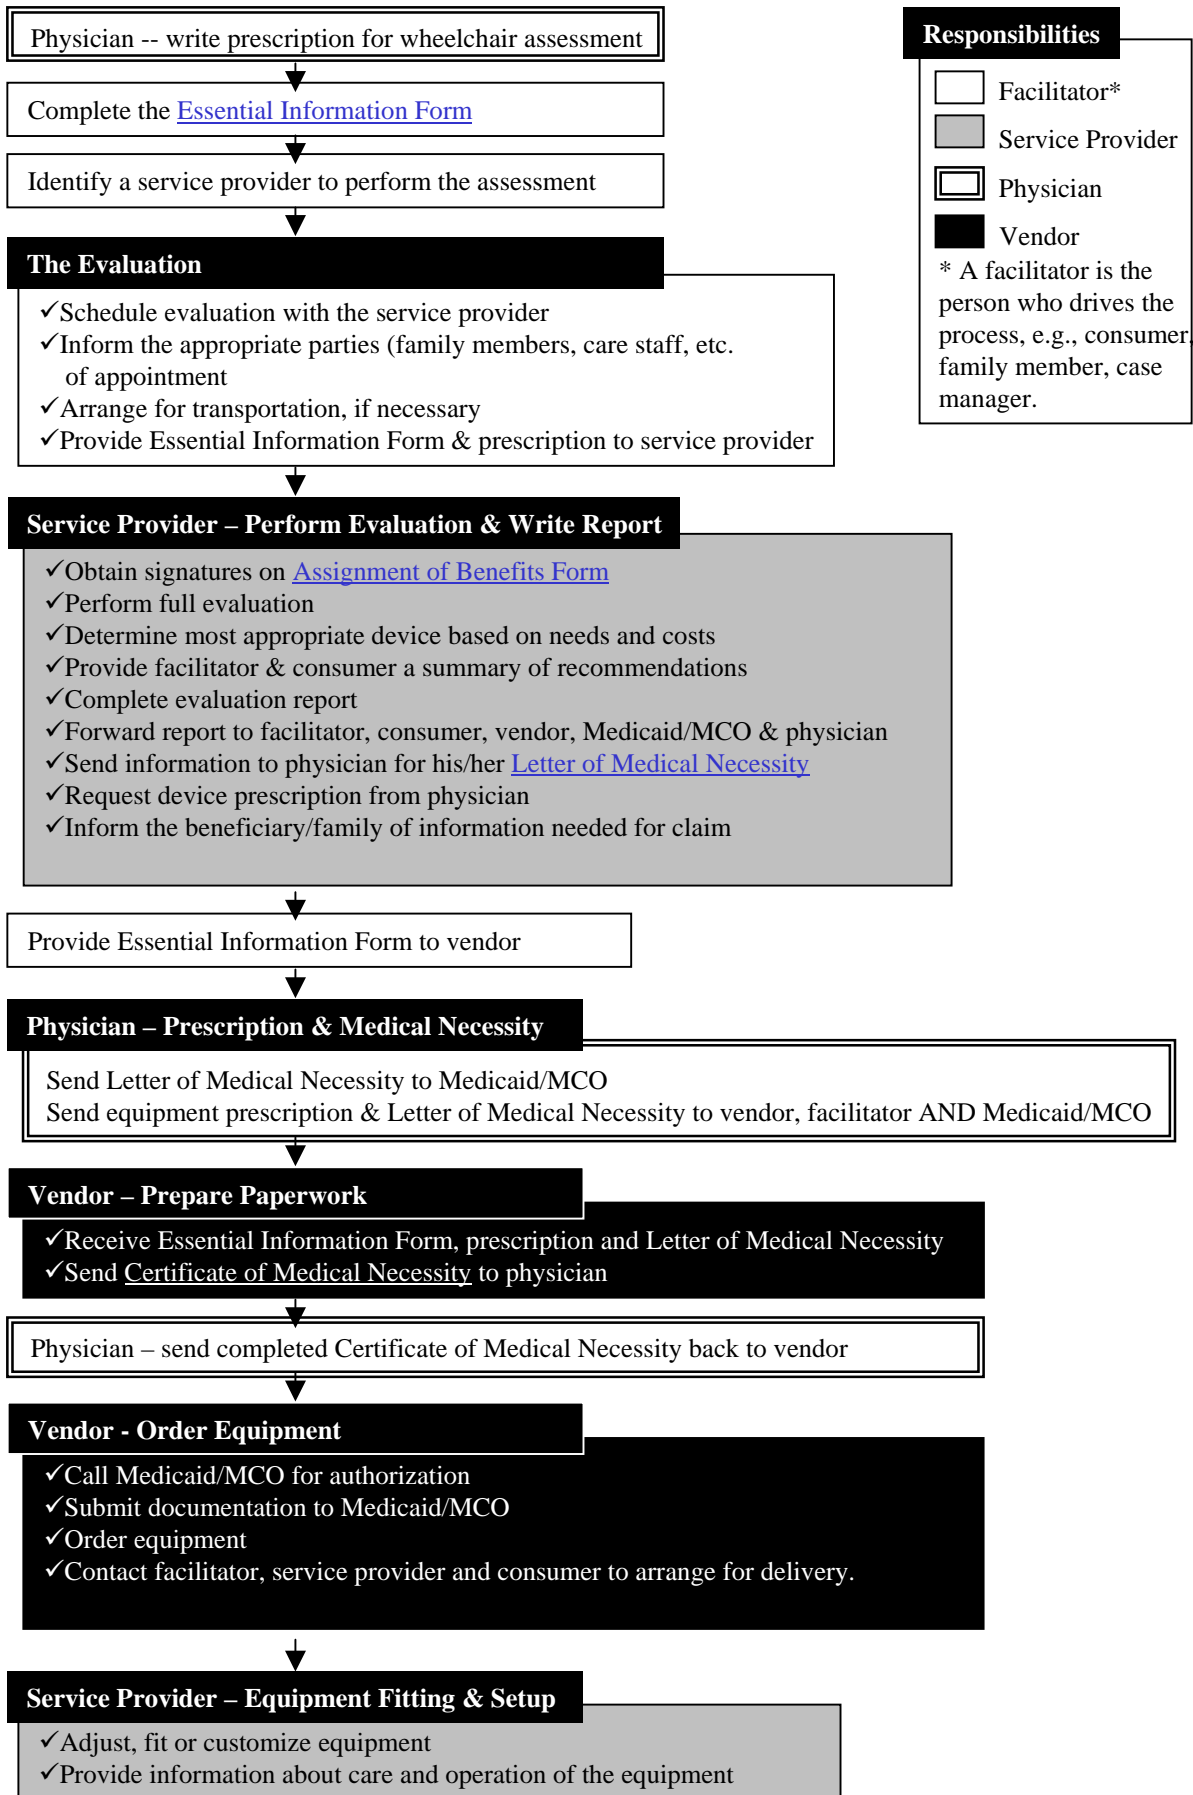 Physician -- write prescription for wheelchair assessment
Complete the Essential Information Form
Identify a service provider to perform the assessment
The Evaluation
✓Schedule evaluation with the service provider
✓Inform the appropriate parties (family members, care staff, etc.
of appointment
✓Arrange for transportation, if necessary
✓Provide Essential Information Form & prescription to service provider
Service Provider – Perform Evaluation & Write Report
✓Obtain signatures on Assignment of Benefits Form
✓Perform full evaluation
✓Determine most appropriate device based on needs and costs
✓Provide facilitator & consumer a summary of recommendations
✓Complete evaluation report
✓Forward report to facilitator, consumer, vendor, Medicaid/MCO & physician
✓Send information to physician for his/her Letter of Medical Necessity
✓Request device prescription from physician
✓Inform the beneficiary/family of information needed for claim
Provide Essential Information Form to vendor
Physician – Prescription & Medical Necessity
Send Letter of Medical Necessity to Medicaid/MCO
Send equipment prescription & Letter of Medical Necessity to vendor, facilitator AND Medicaid/MCO
Vendor – Prepare Paperwork
✓Receive Essential Information Form, prescription and Letter of Medical Necessity
✓Send Certificate of Medical Necessity to physician
Physician – send completed Certificate of Medical Necessity back to vendor
Vendor - Order Equipment
✓Call Medicaid/MCO for authorization
✓Submit documentation to Medicaid/MCO
✓Order equipment
✓Contact facilitator, service provider and consumer to arrange for delivery.
Service Provider – Equipment Fitting & Setup
✓Adjust, fit or customize equipment
✓Provide information about care and operation of the equipment
Responsibilities
Facilitator*
Service Provider
Physician
Vendor
* A facilitator is the
person who drives the
process, e.g., consumer,
family member, case
manager.